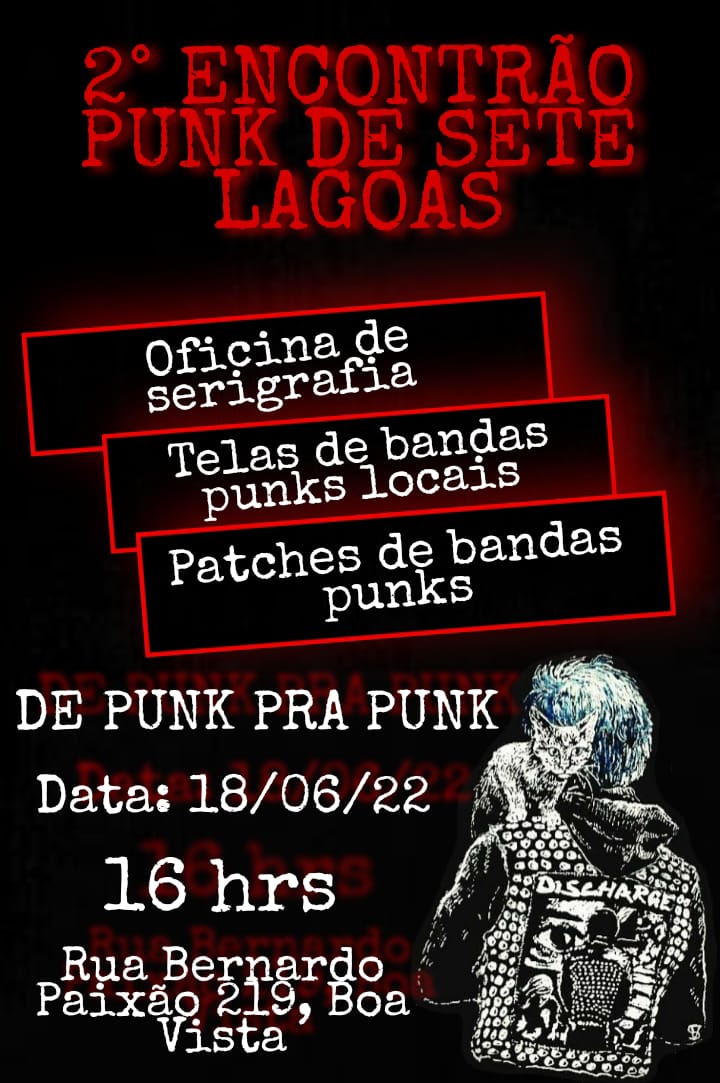 2° ENCONTRÃO
PUNK DE SETE
LAGOAS
Oficina de
serigrafia
Telas de bandas
punks locais
Patches de bandas
punks
DE PUNK PRA PUNK
Data: 18/06/22
16 hrs
Rua Bernardo
Paixão 219, Boa
Vista
DISCHARGE